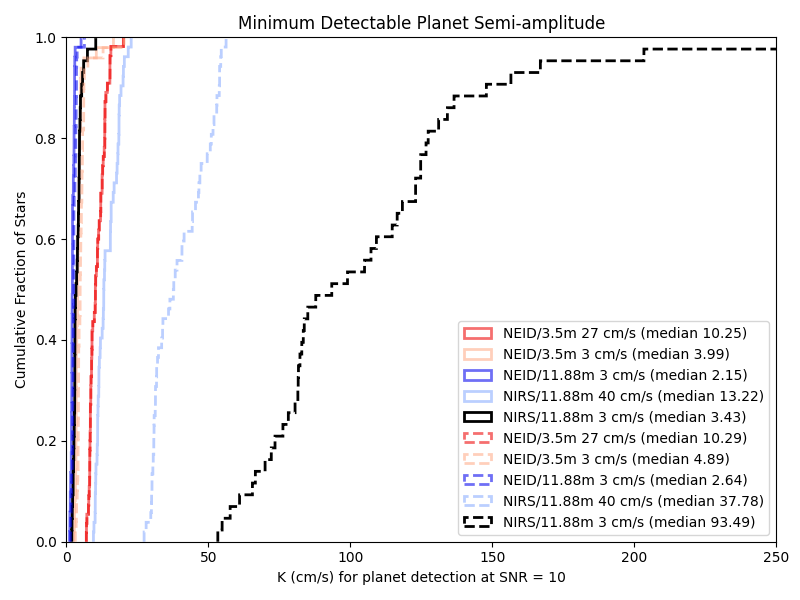 Minimum Detectable Planet Semi-amplitude
1.0
0.8
0.6
0.4
0.2
0.0
Cumulative Fraction of Stars
NEID/3.5m 27 cm/s (median 10.25)
NEID/3.5m 3 cm/s (median 3.99)
NEID/11.88m 3 cm/s (median 2.15)
NIRS/11.88m 40 cm/s (median 13.22)
NIRS/11.88m 3 cm/s (median 3.43)
NEID/3.5m 27 cm/s (median 10.29)
NEID/3.5m 3 cm/s (median 4.89)
NEID/11.88m 3 cm/s (median 2.64)
NIRS/11.88m 40 cm/s (median 37.78)
NIRS/11.88m 3 cm/s (median 93.49)
0 50 100 150 200 250
K (cm/s) for planet detection at SNR = 10